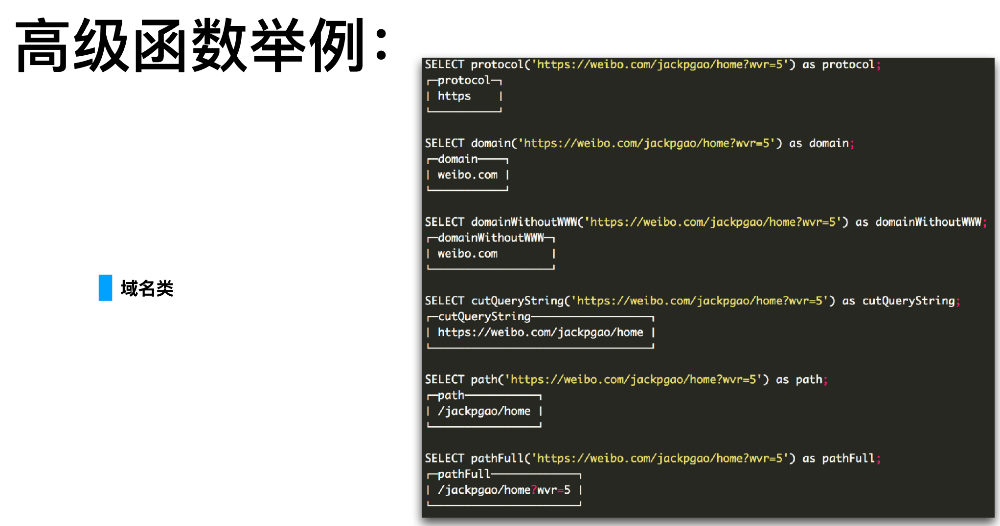 高级函数举例：
域名类
SELECT protocol('https://weibo.com/jackpgao/home?wvr=5') as protocol;
┌─protocol─┐
│ https    │
└──────────┘
SELECT domain('https://weibo.com/jackpgao/home?wvr=5') as domain;
┌─domain────┐
│ weibo.com │
└───────────┘
SELECT domainWithoutWWW('https://weibo.com/jackpgao/home?wvr=5') as domainWithoutWWW;
┌─domainWithoutWWW─┐
│ weibo.com        │
└──────────────────┘
SELECT cutQueryString('https://weibo.com/jackpgao/home?wvr=5') as cutQueryString;
┌─cutQueryString──────────────────┐
│ https://weibo.com/jackpgao/home │
└─────────────────────────────────┘
SELECT path('https://weibo.com/jackpgao/home?wvr=5') as path;
┌─path───────────┐
│ /jackpgao/home │
└────────────────┘
SELECT pathFull('https://weibo.com/jackpgao/home?wvr=5') as pathFull;
┌─pathFull─────────────┐
│ /jackpgao/home?wvr=5 │
└──────────────────────┘